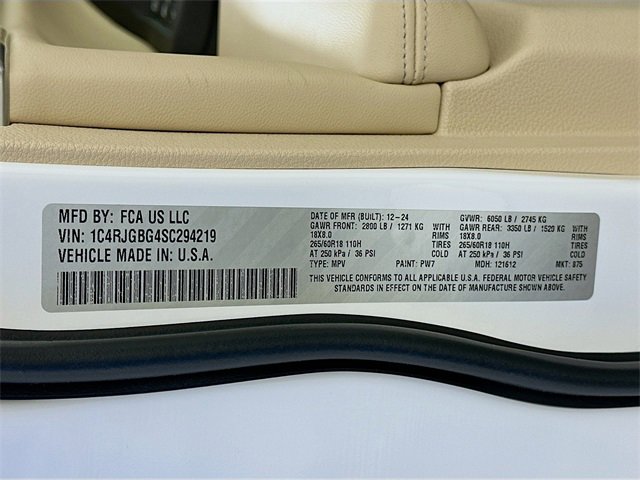 MFD BY: FCA US LLC
VIN: 1C4RJGBG4SC294219
VEHICLE MADE IN: U.S.A.
DATE OF MFR (BUILT): 12-24
GAWR FRONT: 2800 LB / 1271 KG WITH
18X8.0 RIMS
265/60R18 110H TIRES
AT 250 kPa / 36 PSI COLD
TYPE: MPV PAINT: PW7
GVWR: 6050 LB / 2745 KG
GAWR REAR: 3350 LB / 1520 KG WITH
18X8.0 RIMS
265/60R18 110H TIRES
AT 250 kPa / 36 PSI COLD
MDH: 121612 MKT: S75
THIS VEHICLE CONFORMS TO ALL APPLICABLE U.S.A. FEDERAL MOTOR VEHICLE SAFETY
STANDARDS IN EFFECT ON THE DATE OF MANUFACTURE SHOWN ABOVE.